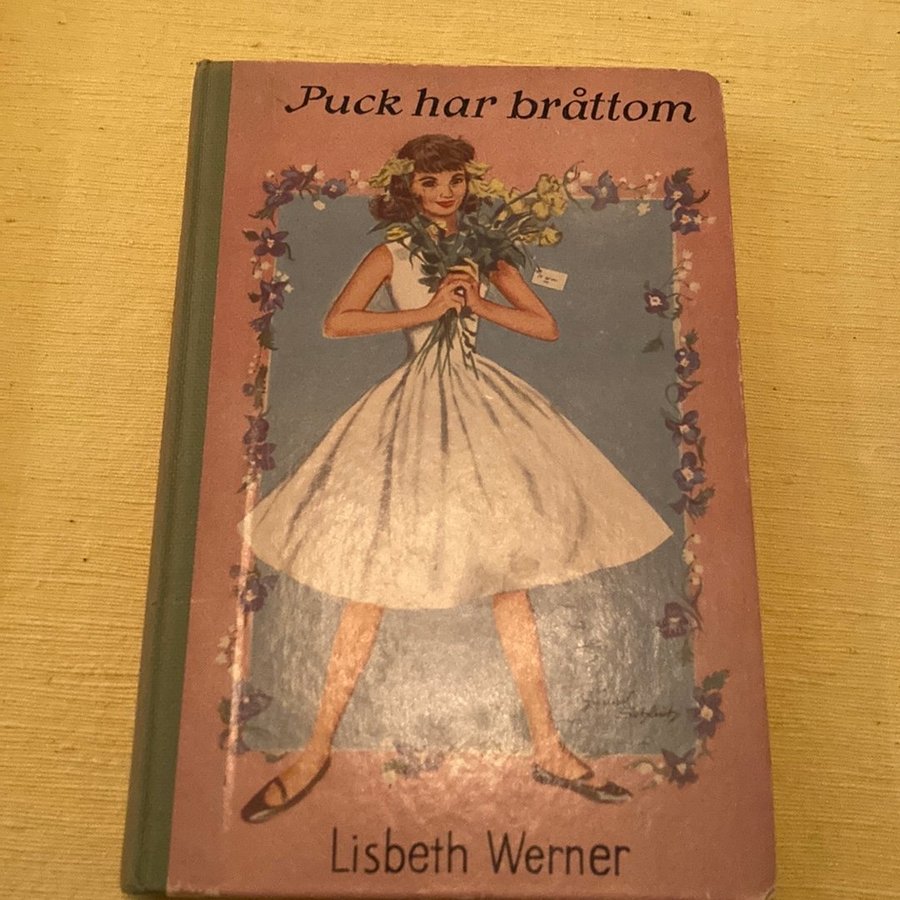 Puck har bråttom
Lisbeth Werner